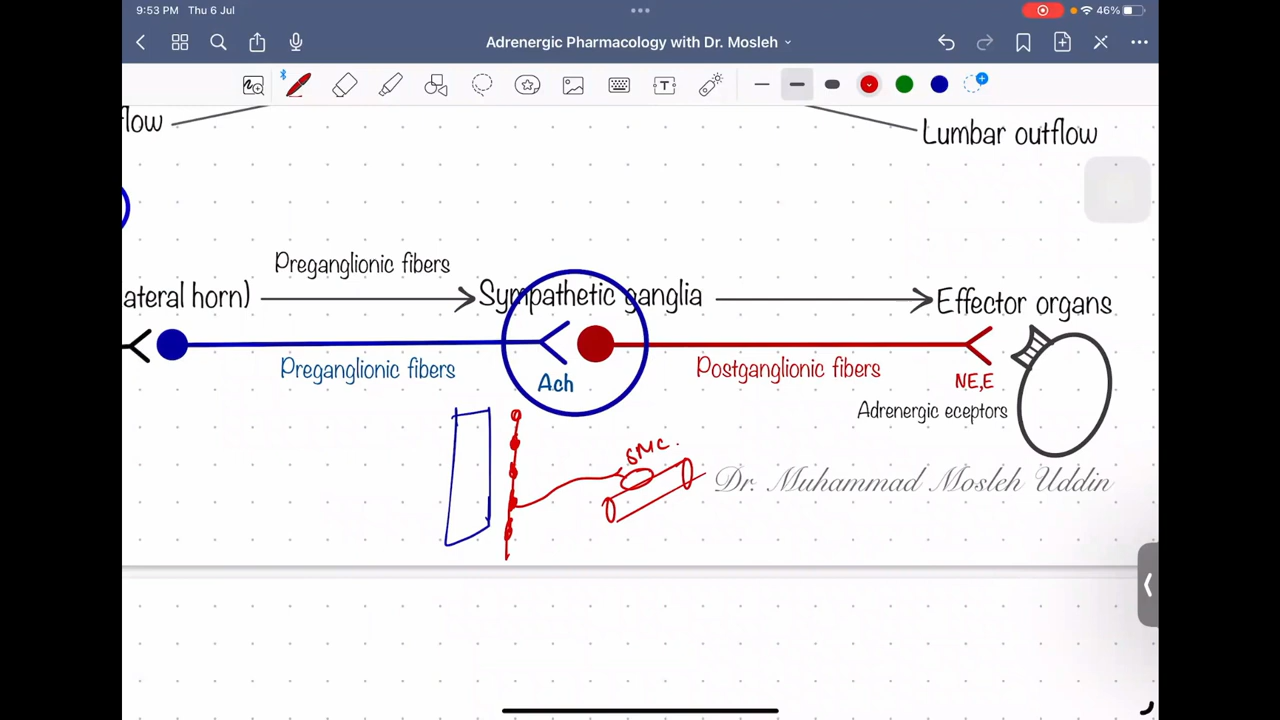 9:53 PM Thu 6 Jul
46%
Adrenergic Pharmacology with Dr. Mosleh
T
flow
Lumbar outflow
Preganglionic fibers
ateral horn)
Sympathetic ganglia
Effector organs
Preganglionic fibers
Ach
Postganglionic fibers
NE,E
Adrenergic eceptors
SMC.
Dr. Muhammad Mosleh Uddin